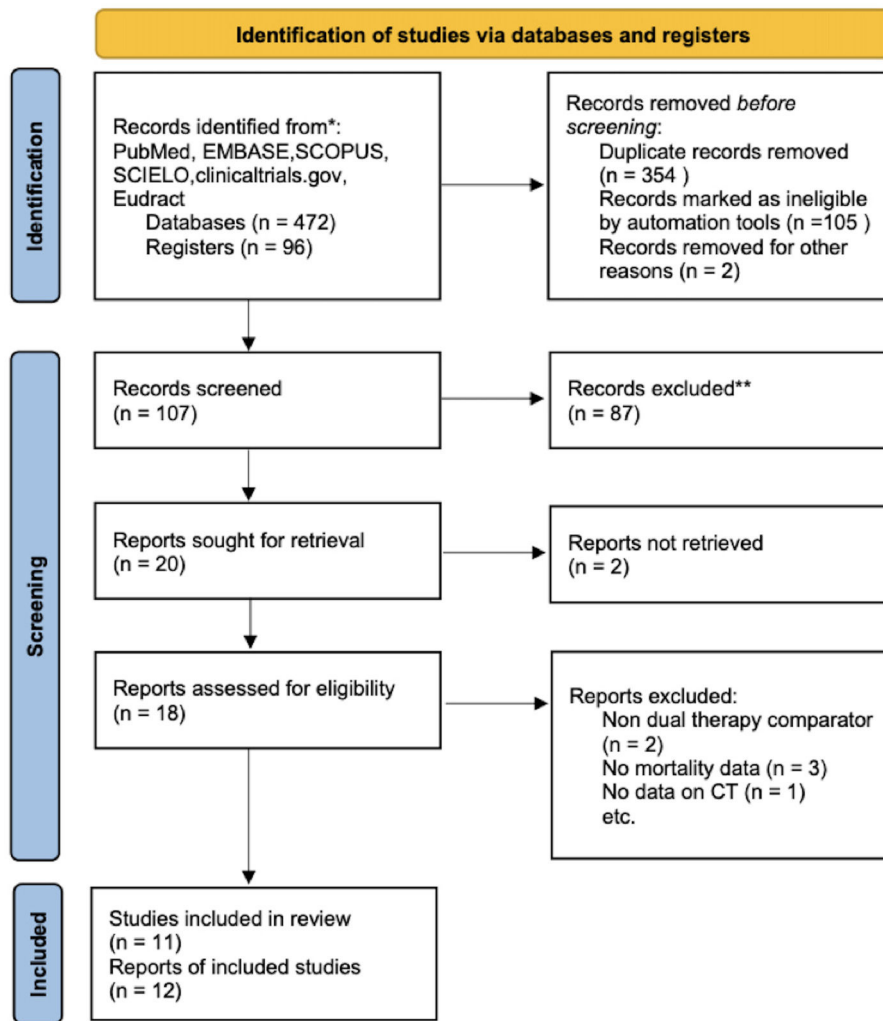 Identification of studies via databases and registers
Identification
Records identified from*:
PubMed, EMBASE,SCOPUS,
SCIELO,clinicaltrials.gov,
Eudract
Databases (n = 472)
Registers (n = 96)
Records removed before
screening:
Duplicate records removed
(n = 354 )
Records marked as ineligible
by automation tools (n =105 )
Records removed for other
reasons (n = 2)
Screening
Records screened
(n = 107)
Records excluded**
(n = 87)
Reports sought for retrieval
(n = 20)
Reports not retrieved
(n = 2)
Reports assessed for eligibility
(n = 18)
Reports excluded:
Non dual therapy comparator
(n = 2)
No mortality data (n = 3)
No data on CT (n = 1)
etc.
Included
Studies included in review
(n = 11)
Reports of included studies
(n = 12)